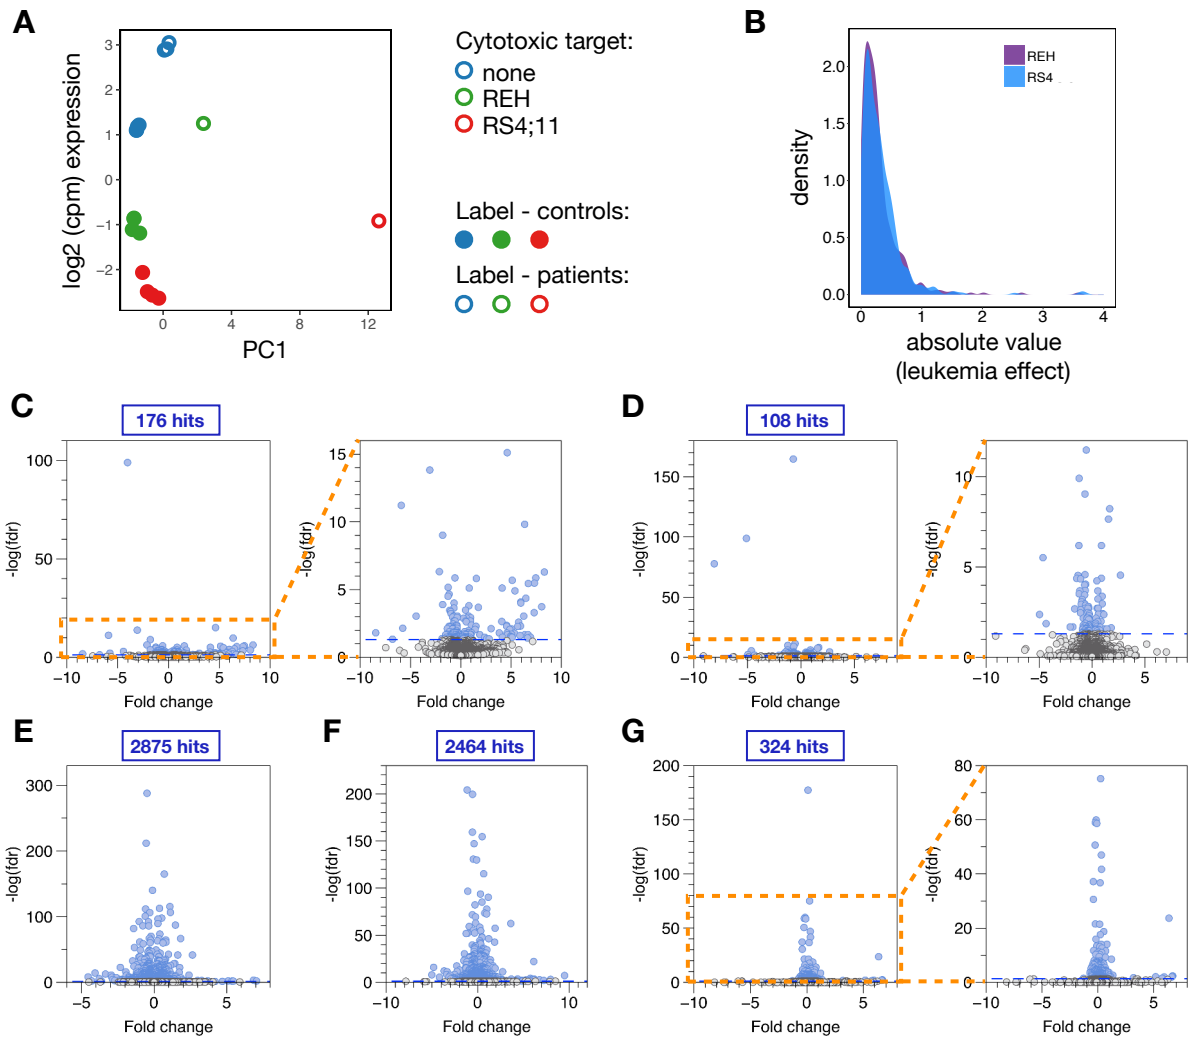 A
log2 (cpm) expression
3
2
1
0
−1
−2
0
4
8
12
PC1
Cytotoxic target:
none
REH
RS4;11
Label - controls:
Label - patients:
B
density
2.0
1.5
1.0
0.5
0.0
0
1
2
3
4
absolute value
(leukemia effect)
REH
RS4
C
176 hits
-log(fdr)
100
50
0
−10
−5
0
5
10
Fold change
-log(fdr)
15
10
5
0
−10
−5
0
5
10
Fold change
D
108 hits
-log(fdr)
150
100
50
0
−10
−5
0
5
Fold change
-log(fdr)
10
5
0
−10
−5
0
5
Fold change
E
2875 hits
-log(fdr)
300
200
100
0
−5
0
5
Fold change
F
2464 hits
-log(fdr)
200
150
100
50
0
−10
−5
0
5
10
Fold change
G
324 hits
-log(fdr)
200
150
100
50
0
−10
−5
0
5
Fold change
-log(fdr)
80
60
40
20
0
−10
−5
0
5
Fold change